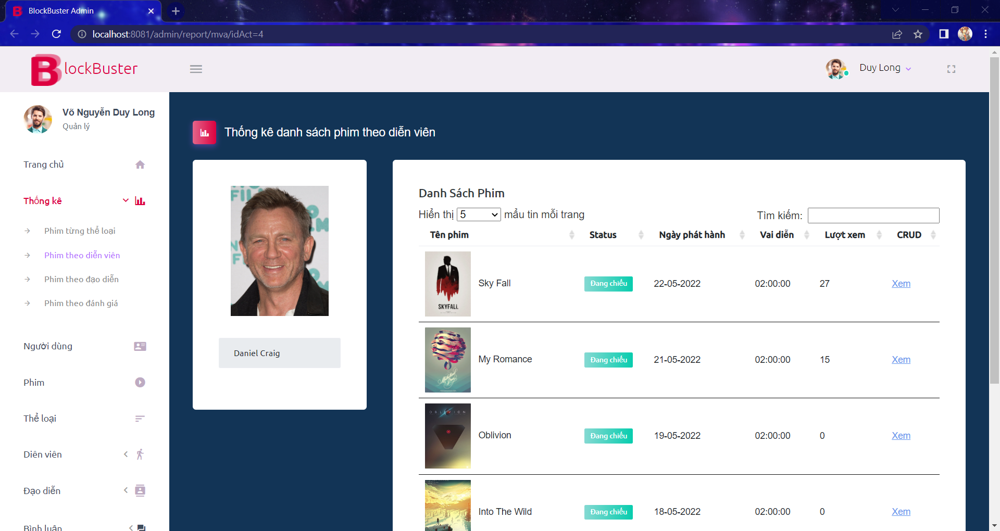 BlockBuster Admin
localhost:8081/admin/report/mva/idAct=4
BlockBuster
Duy Long
Võ Nguyễn Duy Long
Quản lý
Trang chủ
Thống kê
Phim từng thể loại
Phim theo diễn viên
Phim theo đạo diễn
Phim theo đánh giá
Người dùng
Phim
Thể loại
Diên viên
Đạo diễn
Bình luận
Thống kê danh sách phim theo diễn viên
Daniel Craig
Danh Sách Phim
Hiển thị 5 mẩu tin mỗi trang
Tìm kiếm:
Tên phim Status Ngày phát hành Vai diễn Lượt xem CRUD
SKYFALL
Sky Fall Đang chiếu 22-05-2022 02:00:00 27 Xem
My Romance Đang chiếu 21-05-2022 02:00:00 15 Xem
OBLIVION
Oblivion Đang chiếu 19-05-2022 02:00:00 0 Xem
Into The Wild Đang chiếu 18-05-2022 02:00:00 0 Xem